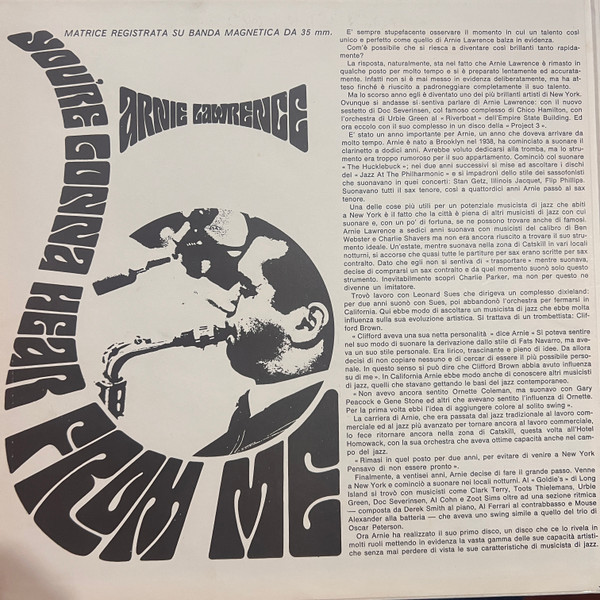 MATRICE REGISTRATA SU BANDA MAGNETICA DA 35 mm.
YOU'RE GONNA HEAR FROM ME
ARNIE LAWRENCE
E' sempre stupefacente osservare il momento in cui un talento così
unico e perfetto come quello di Arnie Lawrence balza in evidenza.
Com'è possibile che si riesca a diventare così brillanti tanto rapida-
mente?
La risposta, naturalmente, sta nel fatto che Arnie Lawrence è rimasto in
qualche posto per molto tempo e si è preparato lentamente ed accurata-
mente. Infatti non si è mai messo in evidenza deliberatamente, ma ha at-
teso finché è riuscito a padroneggiare completamente il suo talento.
Ma lo scorso anno egli è diventato uno dei più brillanti artisti di New York.
Ovunque si andasse si sentiva parlare di Arnie Lawrence: con il nuovo
sestetto di Doc Severinsen, col famoso complesso di Chico Hamilton, con
l'orchestra di Urbie Green al « Riverboat » dell'Empire State Building. Ed
ora eccolo con il suo complesso in un disco della « Project 3 ».
E' stato un anno importante per Arnie, un anno che doveva arrivare da
molto tempo. Arnie è nato a Brooklyn nel 1938, ha cominciato a suonare il
clarinetto a dodici anni. Avrebbe voluto dedicarsi alla tromba, ma lo stru-
mento era troppo rumoroso per il suo appartamento. Cominciò col suonare
« The Hucklebuck »; nei due anni successivi si mise ad ascoltare i dischi
del « Jazz At The Philharmonic » e si impadronì dello stile dei sassofonisti
che suonavano in quei concerti: Stan Getz, Illinois Jacquet, Flip Phillips.
Suonavano tutti il sax tenore, così a quattordici anni Arnie passò al sax
tenore.
Una delle cose più utili per un potenziale musicista di jazz che abiti
a New York è il fatto che la città è piena di altri musicisti di jazz con cui
suonare e, con un po' di fortuna, se ne possono trovare anche di famosi.
Arnie Lawrence a sedici anni suonava con musicisti del calibro di Ben
Webster e Charlie Shavers ma non era ancora riuscito a trovare il suo stru-
mento ideale. Un'estate, mentre suonava nella zona di Catskill in vari locali
notturni, si accorse che quasi tutte le partiture per sax erano scritte per sax
contralto. Dato che egli non si sentiva di « trasportare » mentre suonava,
decise di comprarsi un sax contralto e da quel momento suonò solo questo
strumento. Inevitabilmente scoprì Charlie Parker, ma non per questo ne
divenne un imitatore.
Trovò lavoro con Leonard Sues che dirigeva un complesso dixieland:
per due anni suonò con Sues, poi abbandonò l'orchestra per fermarsi in
California. Qui ebbe modo di ascoltare un musicista di jazz che ebbe molta
influenza sulla sua evoluzione artistica. Si trattava di un trombettista: Clif-
ford Brown.
« Clifford aveva una sua netta personalità » dice Arnie « Si poteva sentire
nel suo modo di suonare la derivazione dallo stile di Fats Navarro, ma ave-
va un suo stile personale. Era lirico, trascinante e pieno di idee. Da allora
decisi di non copiare nessuno e di cercar di essere il più possibile perso-
nale. In questo senso si può dire che Clifford Brown abbia avuto influenza
su di me ». In California Arnie ebbe modo anche di conoscere altri musicisti
di jazz, quelli che stavano gettando le basi del jazz contemporaneo.
« Non avevo ancora sentito Ornette Coleman, ma suonavo con Gary
Peacock e Gene Stone ed altri che avevano sentito l'influenza di Ornette.
Per la prima volta ebbi l'idea di aggiungere colore al solito swing ».
La carriera di Arnie, che era passata dal jazz tradizionale al lavoro com-
merciale ed al jazz più avanzato per tornare ancora al lavoro commerciale,
lo fece ritornare ancora nella zona di Catskill, questa volta all'Hotel
Homowack, con la sua orchestra che aveva ottime capacità anche nel cam-
po del jazz.
« Rimasi in quel posto per due anni, per evitare di venire a New York
Pensavo di non essere pronto ».
Finalmente, a ventisei anni, Arnie decise di fare il grande passo. Venne
a New York e cominciò a suonare nei locali notturni. Al « Goldie's » di Long
Island si trovò con musicisti come Clark Terry, Toots Thielemans, Urbie
Green, Doc Severinsen, Al Cohn e Zoot Sims oltre ad una sezione ritmica
— composta da Derek Smith al piano, Al Ferrari al contrabbasso e Mouse
Alexander alla batteria — che aveva uno swing simile a quello del trio di
Oscar Peterson.
Ora Arnie ha realizzato il suo primo disco, un disco che ce lo rivela in
molti ruoli mettendo in evidenza la vasta gamma delle sue capacità artisti-
che senza mai perdere di vista le sue caratteristiche di musicista di jazz.